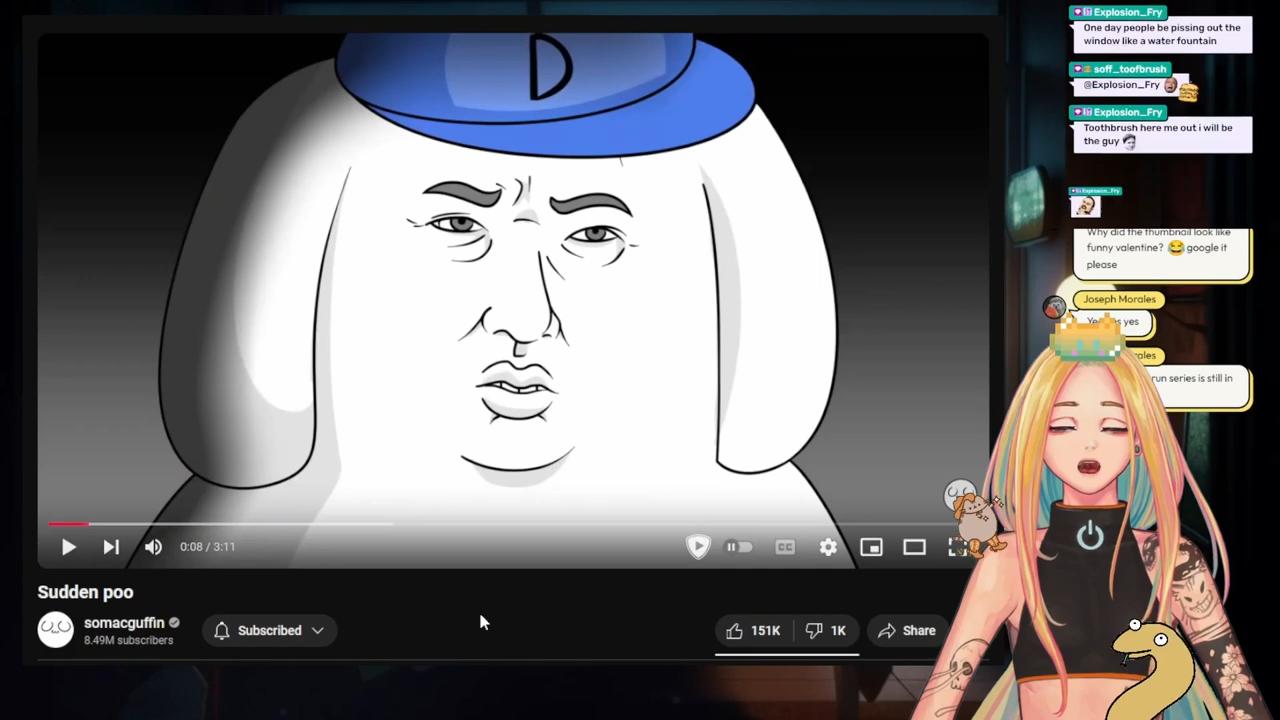 D
0:08 / 3:11
CC
Sudden poo
somacguffin
8.49M subscribers
Subscribed
151K
1K
Share
Explosion_Fry
One day people be pissing out the
window like a water fountain
soff_toofbrush
@Explosion_Fry
Explosion_Fry
Toothbrush here me out i will be
the guy
Explosion_Fry
Why did the thumbnail look like
funny valentine? 😂 google it
please
Joseph Morales
yes
run series is still in